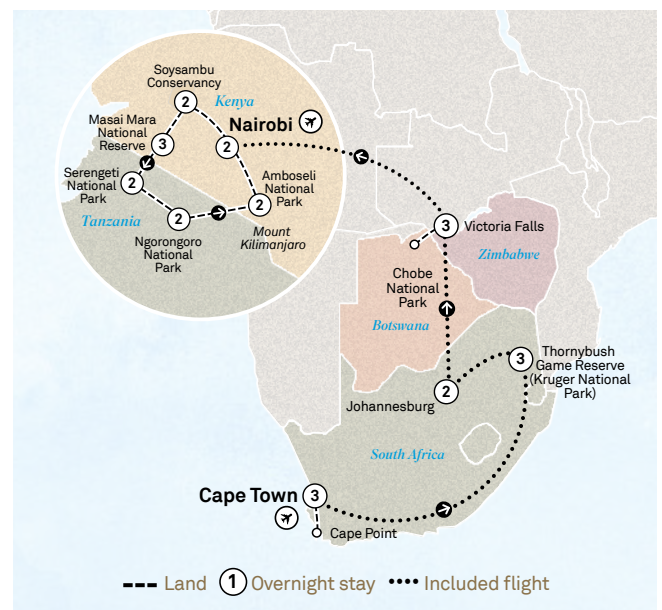 Soysambu
Conservancy
2
Kenya
Masai Mara
National
Reserve
3
Nairobi
2
Serengeti
National
Park
2
Amboseli
National
Park
2
Tanzania
2
Ngorongoro
National
Park
Mount
Kilimanjaro
3
Victoria Falls
Zimbabwe
Chobe
National
Park
Botswana
Thornybush
Game Reserve
(Kruger National
Park)
3
2
Johannesburg
South Africa
Cape Town
3
Cape Point
Land
1
Overnight stay
Included flight